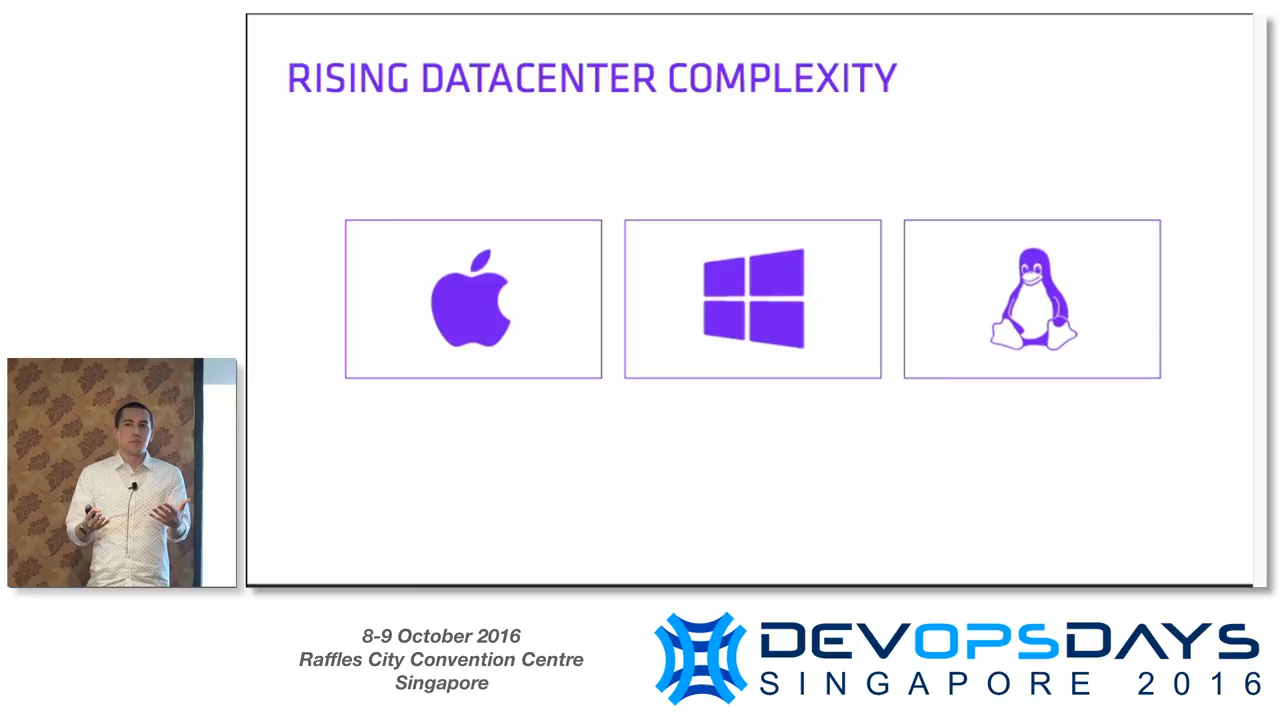 RISING DATACENTER COMPLEXITY
8-9 October 2016
Raffles City Convention Centre
Singapore
DEVOPSDAYS
SINGAPORE 2016